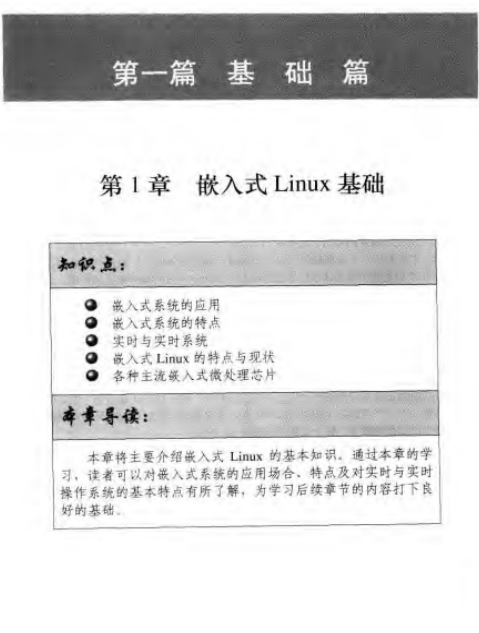 第一篇 基 础 篇
第 1 章 嵌入式 Linux 基础
知识点：
嵌入式系统的应用
嵌入式系统的特点
实时与实时系统
嵌入式 Linux 的特点与现状
各种主流嵌入式微处理芯片
本章导读：
本章将主要介绍嵌入式 Linux 的基本知识。通过本章的学
习，读者可以对嵌入式系统的应用场合、特点及对实时与实时
操作系统的基本特点有所了解，为学习后续章节的内容打下良
好的基础。